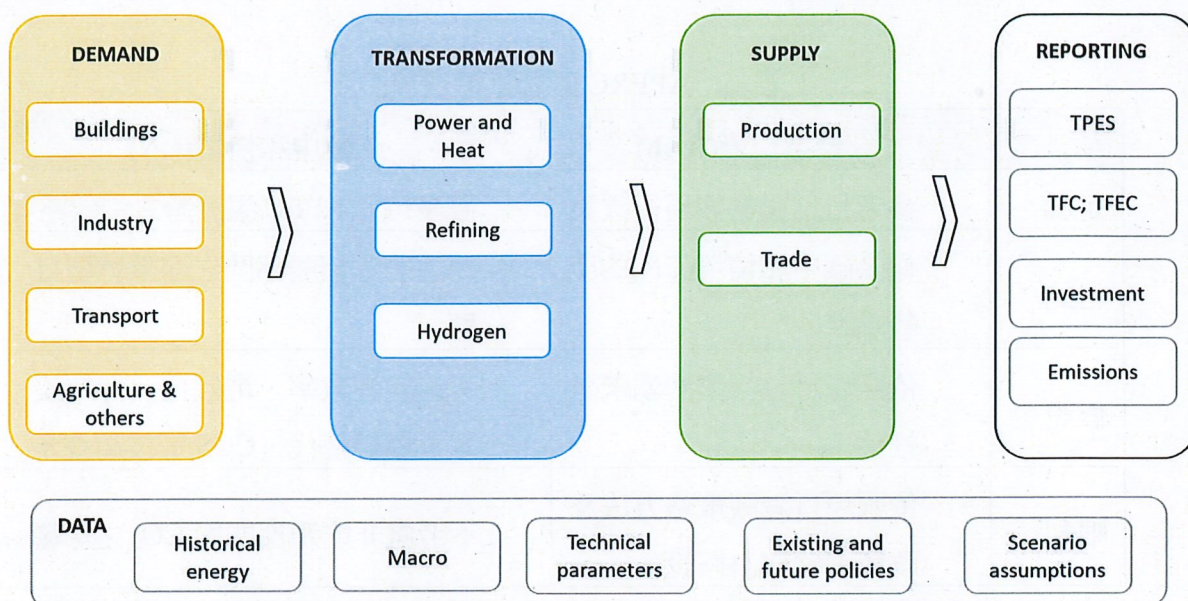 DEMAND
Buildings
Industry
Transport
Agriculture &
others
TRANSFORMATION
Power and
Heat
Refining
Hydrogen
SUPPLY
Production
Trade
REPORTING
TPES
TFC; TFEC
Investment
Emissions
DATA
Historical
energy
Macro
Technical
parameters
Existing and
future policies
Scenario
assumptions